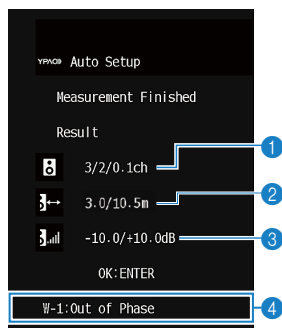 YPAO Auto Setup
Measurement Finished
Result
3/2/0.1ch 1
3.0/10.5m 2
-10.0/+10.0dB 3
OK:ENTER
W-1:Out of Phase 4